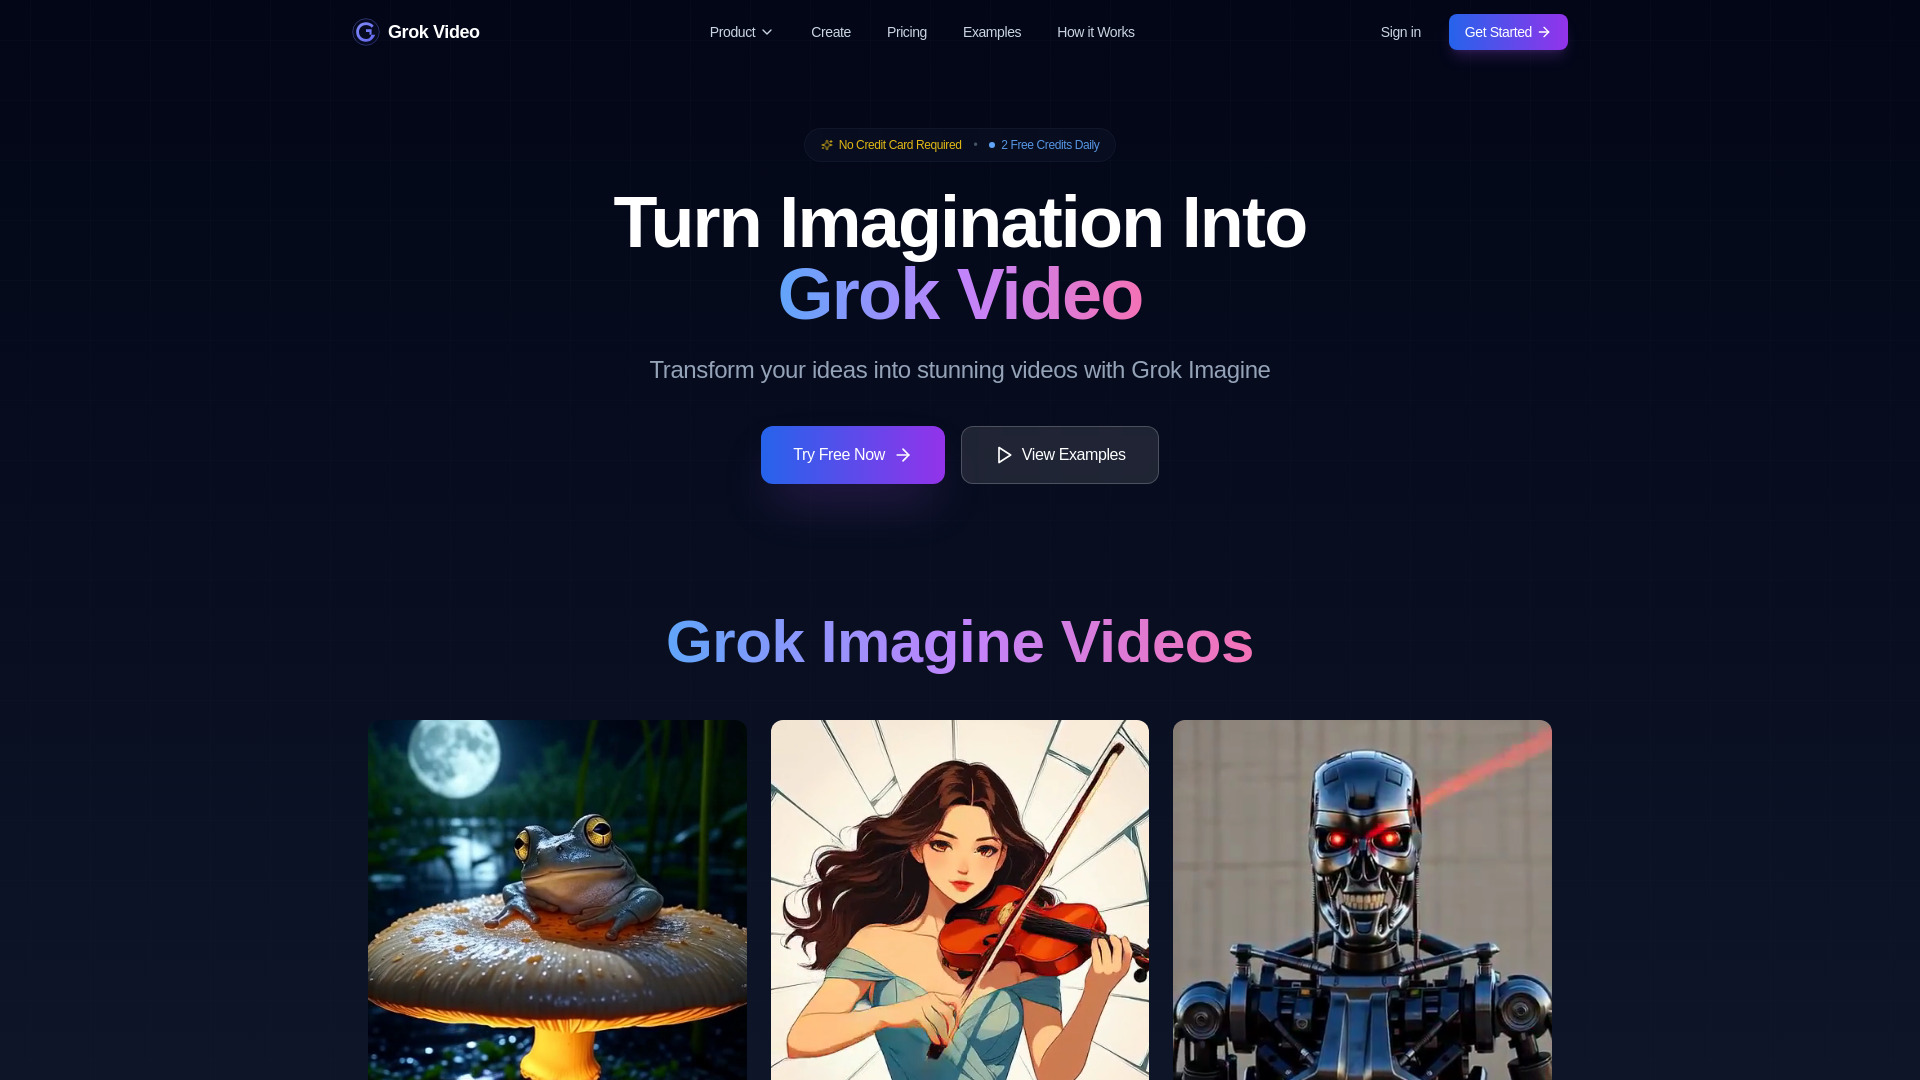 Grok Video
Product
Create
Pricing
Examples
How it Works
Sign in
Get Started
No Credit Card Required • 2 Free Credits Daily
Turn Imagination Into
Grok Video
Transform your ideas into stunning videos with Grok Imagine
Try Free Now
View Examples
Grok Imagine Videos